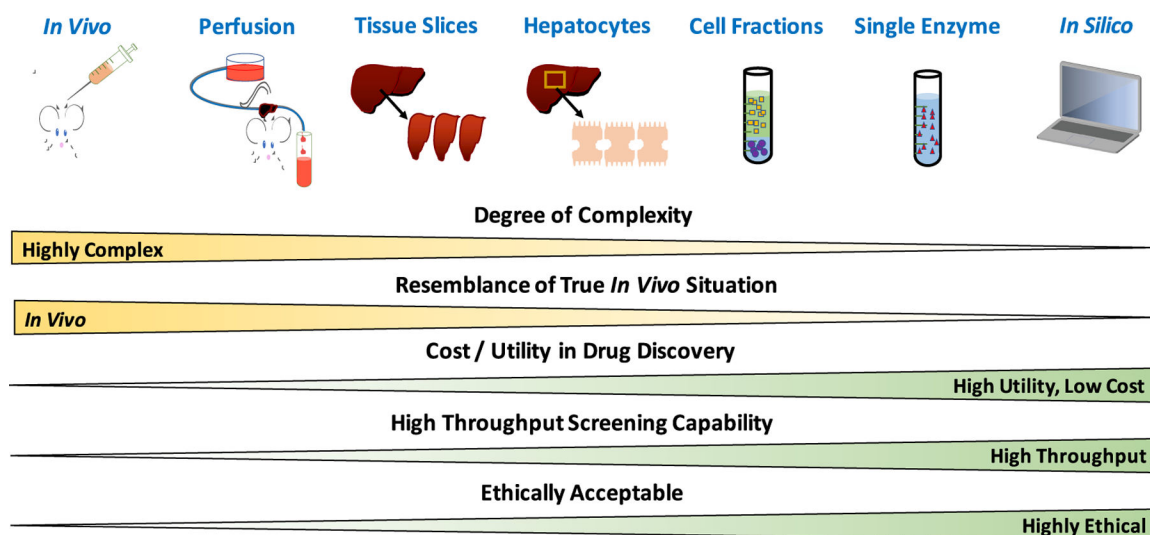 In Vivo
Perfusion
Tissue Slices
Hepatocytes
Cell Fractions
Single Enzyme
In Silico
Degree of Complexity
Highly Complex
Resemblance of True In Vivo Situation
In Vivo
Cost / Utility in Drug Discovery
High Utility, Low Cost
High Throughput Screening Capability
High Throughput
Ethically Acceptable
Highly Ethical